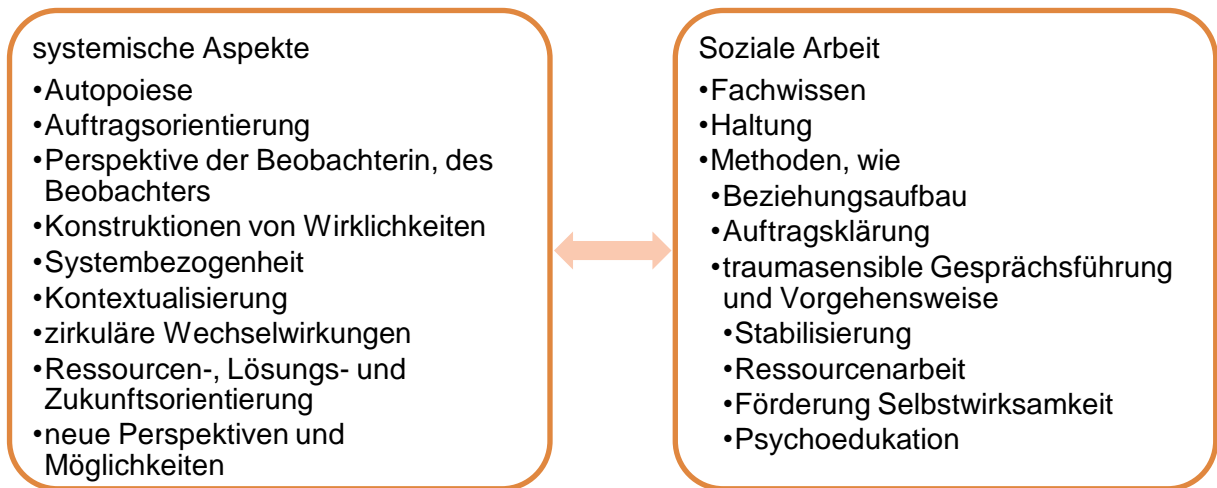 systemische Aspekte
•Autopoiese
•Auftragsorientierung
•Perspektive der Beobachterin, des
Beobachters
•Konstruktionen von Wirklichkeiten
•Systembezogenheit
•Kontextualisierung
•zirkuläre Wechselwirkungen
•Ressourcen-, Lösungs- und
Zukunftsorientierung
•neue Perspektiven und
Möglichkeiten
Soziale Arbeit
•Fachwissen
•Haltung
•Methoden, wie
•Beziehungsaufbau
•Auftragsklärung
•traumasensible Gesprächsführung
und Vorgehensweise
•Stabilisierung
•Ressourcenarbeit
•Förderung Selbstwirksamkeit
•Psychoedukation